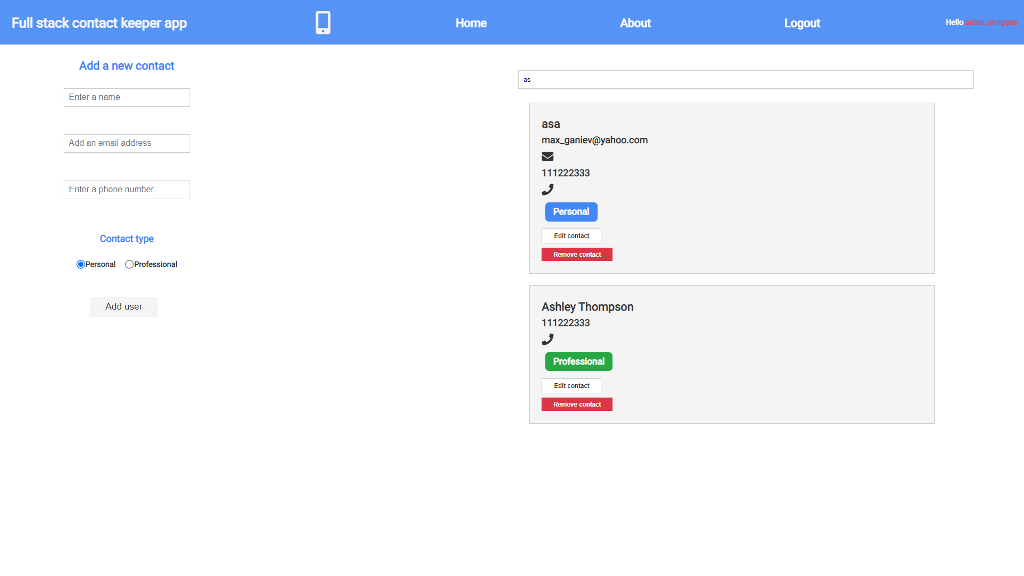 Full stack contact keeper app
Home
About
Logout
Hello adios_amigoss
Add a new contact
Enter a name
Add an email address
Enter a phone number
Contact type
Personal
Professional
Add user
as
asa
max_ganiev@yahoo.com
111222333
Personal
Edit contact
Remove contact
Ashley Thompson
111222333
Professional
Edit contact
Remove contact